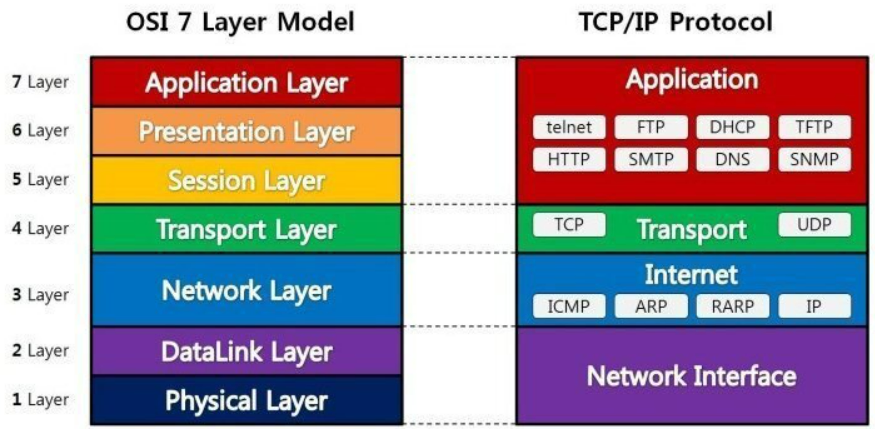 OSI 7 Layer Model
TCP/IP Protocol
7 Layer
Application Layer
6 Layer
Presentation Layer
5 Layer
Session Layer
4 Layer
Transport Layer
3 Layer
Network Layer
2 Layer
DataLink Layer
1 Layer
Physical Layer
Application
telnet FTP DHCP TFTP
HTTP SMTP DNS SNMP
TCP Transport UDP
Internet
ICMP ARP RARP IP
Network Interface